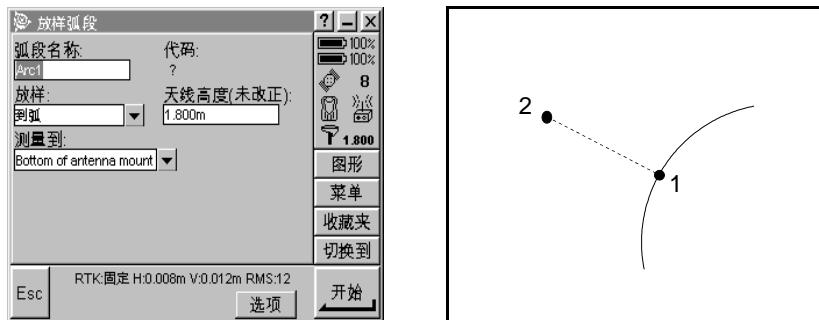 放样弧段
? – X
弧段名称:
代码:
Arc1
?
放样:
天线高度(未改正):
到弧
1.800m
测量到:
Bottom of antenna mount
100%
100%
8
1.800
图形
菜单
收藏夹
切换到
Esc
RTK:固定 H:0.008m V:0.012m RMS:12
选项
开始
2
1